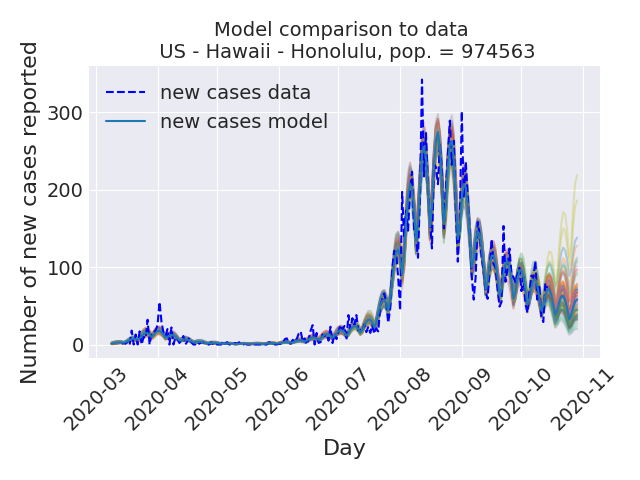 Model comparison to data
US - Hawaii - Honolulu, pop. = 974563
Number of new cases reported
300
200
100
0
new cases data
new cases model
2020-03
2020-04
2020-05
2020-06
2020-07
2020-08
2020-09
2020-10
2020-11
Day